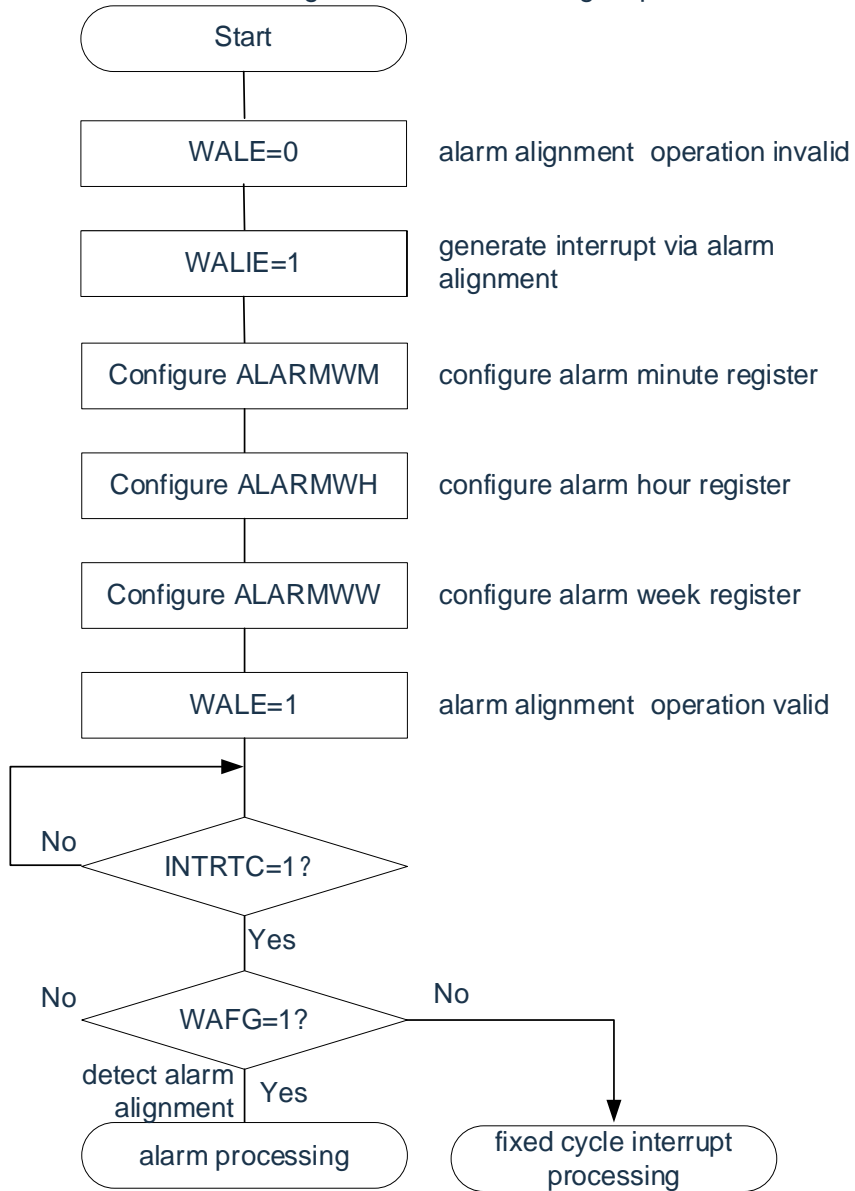 Start
WALE=0
alarm alignment operation invalid
WALIE=1
generate interrupt via alarm
alignment
Configure ALARMWM
configure alarm minute register
Configure ALARMWH
configure alarm hour register
Configure ALARMWW
configure alarm week register
WALE=1
alarm alignment operation valid
No
INTRTC=1?
Yes
No
WAFG=1?
No
detect alarm
alignment
Yes
alarm processing
fixed cycle interrupt
processing